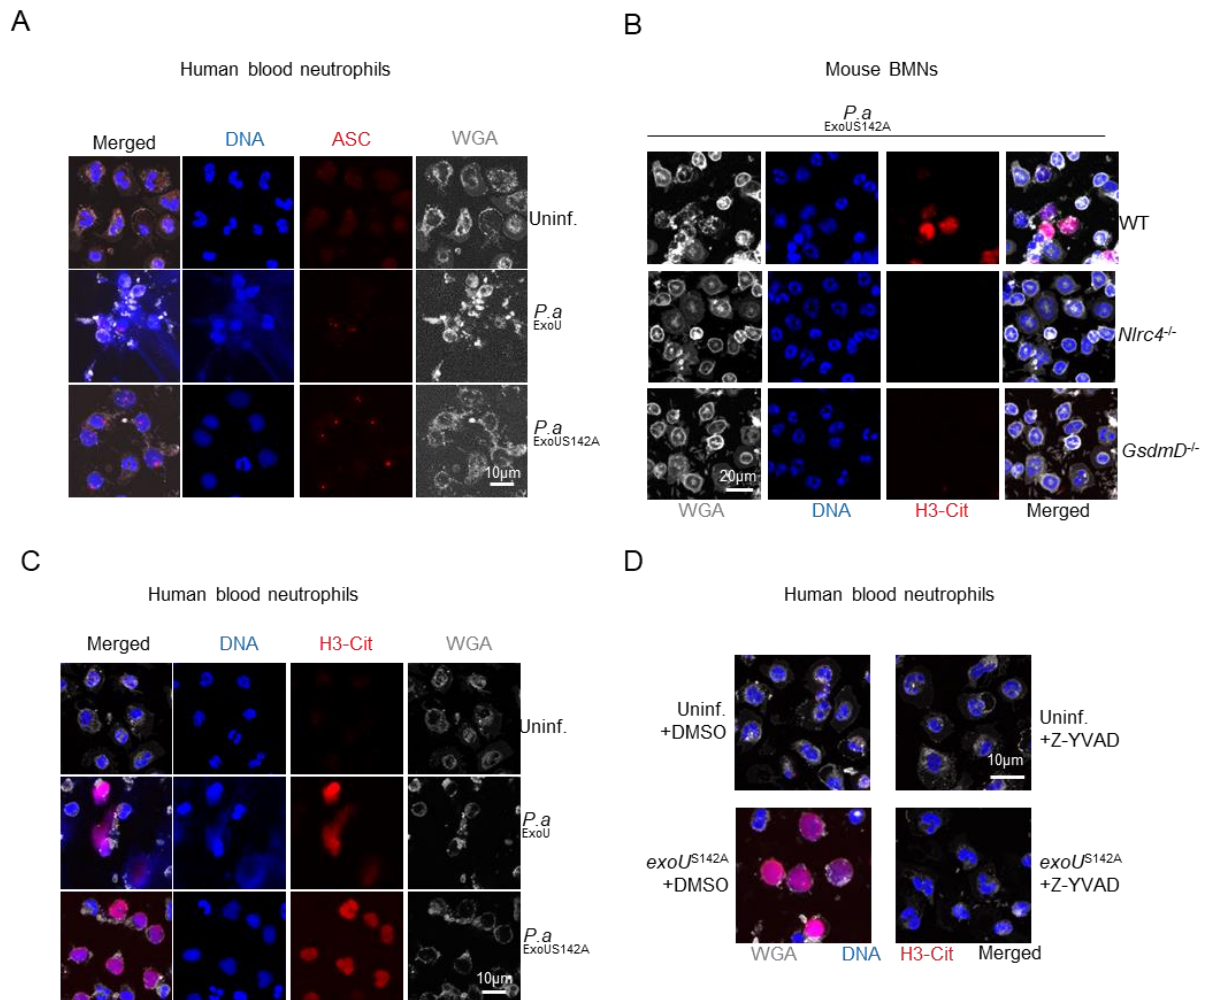 A
Human blood neutrophils
Merged DNA ASC WGA
Uninf.
P.a
ExoU
P.a
ExoUS142A
10µm
B
Mouse BMNs
P.a
ExoUS142A
WT
Nlrc4-/-
GsdmD-/-
20µm
WGA DNA H3-Cit Merged
C
Human blood neutrophils
Merged DNA H3-Cit WGA
Uninf.
P.a
ExoU
P.a
ExoUS142A
10µm
D
Human blood neutrophils
Uninf.
+DMSO
Uninf.
+Z-YVAD
10µm
exoUS142A
+DMSO
exoUS142A
+Z-YVAD
WGA DNA H3-Cit Merged